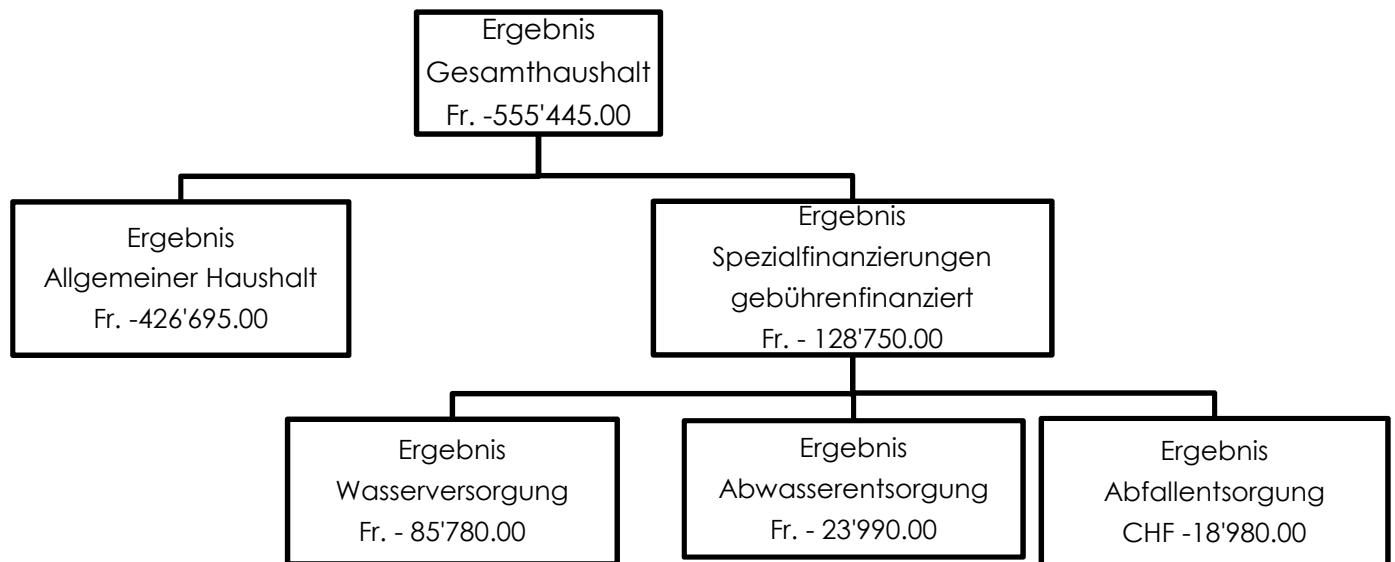 Ergebnis
Gesamthaushalt
Fr. -555'445.00
Ergebnis
Allgemeiner Haushalt
Fr. -426'695.00
Ergebnis
Spezialfinanzierungen
gebührenfinanziert
Fr. - 128'750.00
Ergebnis
Wasserversorgung
Fr. - 85'780.00
Ergebnis
Abwasserentsorgung
Fr. - 23'990.00
Ergebnis
Abfallentsorgung
CHF -18'980.00